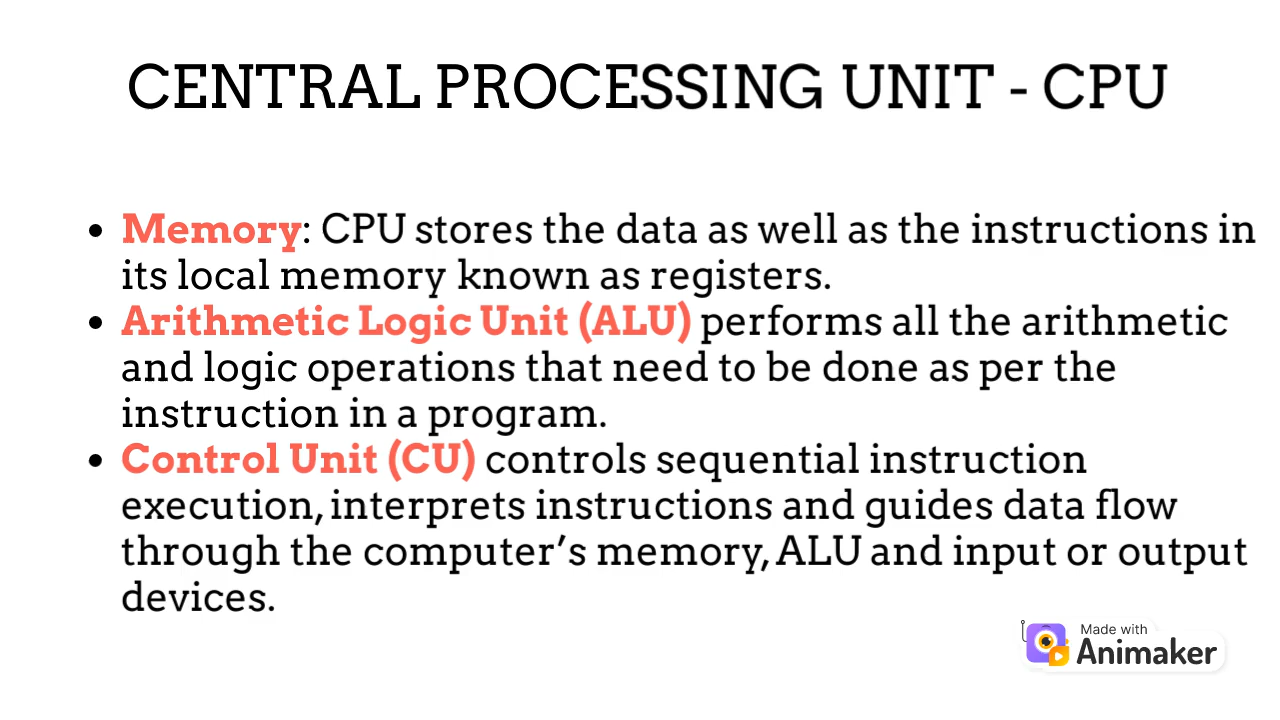 CENTRAL PROCESSING UNIT - CPU
• Memory: CPU stores the data as well as the instructions in
its local memory known as registers.
• Arithmetic Logic Unit (ALU) performs all the arithmetic
and logic operations that need to be done as per the
instruction in a program.
• Control Unit (CU) controls sequential instruction
execution, interprets instructions and guides data flow
through the computer’s memory, ALU and input or output
devices.
Made with
Animaker